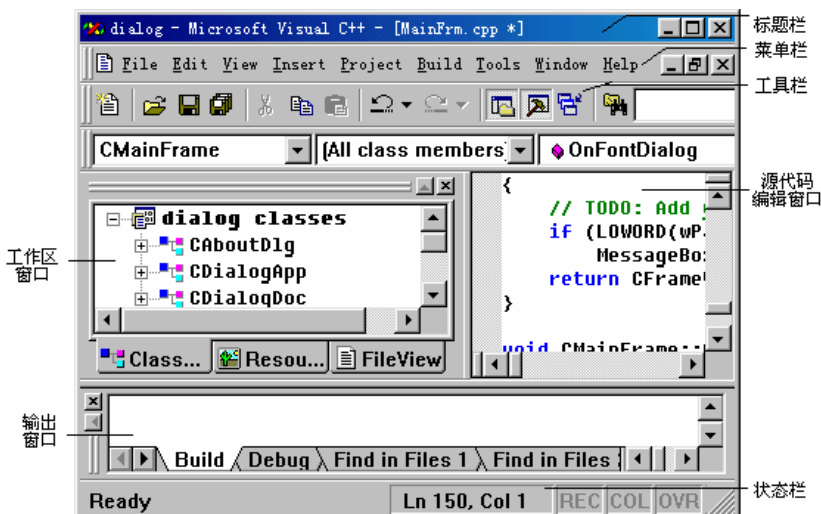 dialog - Microsoft Visual C++ - [MainFrm.cpp *]
标题栏
File Edit View Insert Project Build Tools Window Help
菜单栏
工具栏
CMainFrame
(All class members
OnFontDialog
{
源代码
编辑窗口
// TODO: Add
if (LOWORD(wP
MessageBo
return CFrame
}
void CMainFrame::
dialog classes
CAboutDlg
CDialogApp
CDialogDoc
工作区
窗口
Class... Resou... FileView
输出
窗口
Build Debug Find in Files 1 Find in Files
Ready Ln 150, Col 1 REC COL OVR
状态栏